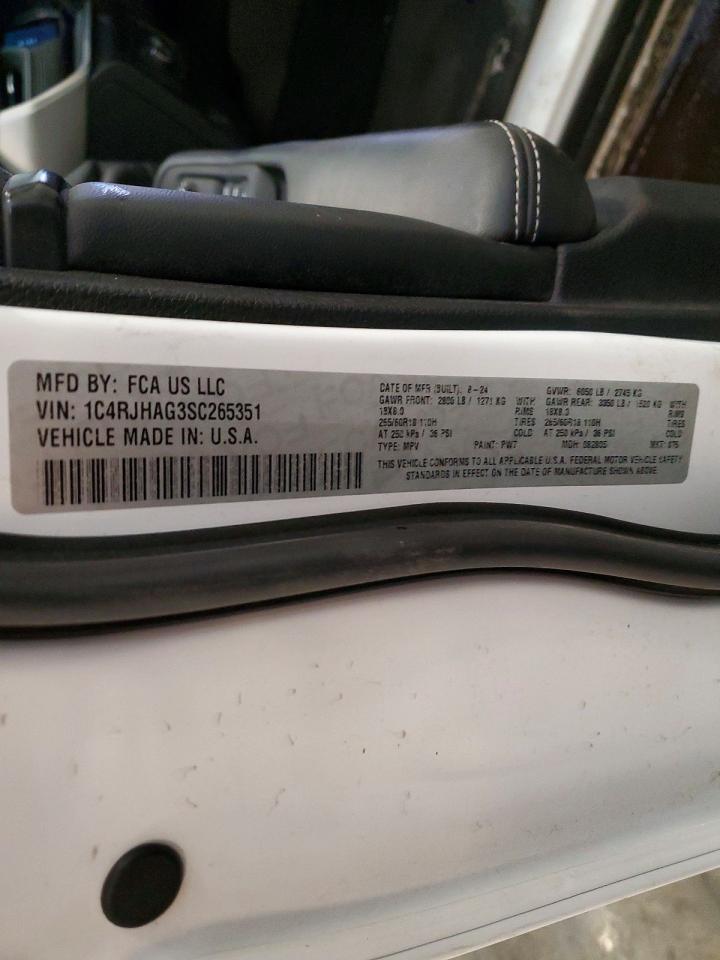 MFD BY: FCA US LLC
VIN: 1C4RJHAG3SC265351
VEHICLE MADE IN: U.S.A.
DATE OF MFR (BUILT): 8-24 GVWR: 6050 LB / 2745 KG
GAWR FRONT: 2800 LB / 1271 KG WITH GAWR REAR: 3350 LB / 1520 KG WITH
18X8.0 RIMS 18X8.0 RIMS
265/60R18 110H TIRES 265/60R18 110H TIRES
AT 250 kPa / 36 PSI COLD AT 250 kPa / 36 PSI COLD
TYPE: MPV PAINT: PW7 MDH: MKT:
THIS VEHICLE CONFORMS TO ALL APPLICABLE U.S.A. FEDERAL MOTOR VEHICLE SAFETY
STANDARDS IN EFFECT ON THE DATE OF MANUFACTURE SHOWN ABOVE